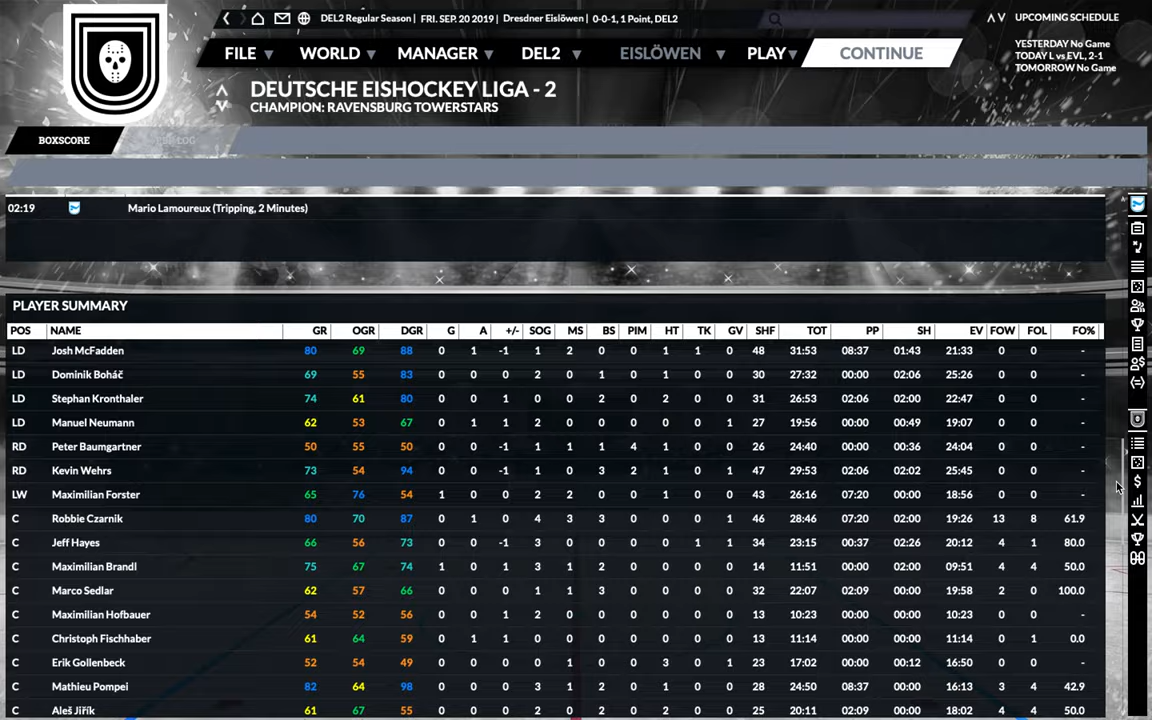 DEL2 Regular Season | FRI. SEP. 20 2019 | Dresdner Eislöwen | 0-0-1, 1 Point, DEL2
UPCOMING SCHEDULE
YESTERDAY No Game
TODAY L vs EVL, 2-1
TOMORROW No Game
FILE WORLD MANAGER DEL2 EISLÖWEN PLAY CONTINUE
DEUTSCHE EISHOCKEY LIGA - 2
CHAMPION: RAVENSBURG TOWERSTARS
BOXSCORE
02:19 Mario Lamoureux (Tripping, 2 Minutes)
PLAYER SUMMARY
POS NAME GR OGR DGR G A +/- SOG MS BS PIM HT TK GV SHF TOT PP SH EV FOW FOL FO%
LD Josh McFadden 80 69 88 0 1 -1 1 2 0 0 1 1 0 48 31:53 08:37 01:43 21:33 0 0 -
LD Dominik Boháč 69 55 83 0 0 0 2 0 1 0 1 0 0 30 27:32 00:00 02:06 25:26 0 0 -
LD Stephan Kronthaler 74 61 80 0 0 1 0 0 2 0 2 0 0 31 26:53 02:06 02:00 22:47 0 0 -
LD Manuel Neumann 62 53 67 0 1 1 2 0 0 0 0 0 1 27 19:56 00:00 00:49 19:07 0 0 -
RD Peter Baumgartner 50 55 50 0 0 -1 1 1 1 4 1 0 0 26 24:40 00:00 00:36 24:04 0 0 -
RD Kevin Wehrs 73 54 94 0 0 -1 1 0 3 2 1 0 1 47 29:53 02:06 02:02 25:45 0 0 -
LW Maximilian Forster 65 76 54 1 0 0 2 2 0 0 1 0 0 43 26:16 07:20 00:00 18:56 0 0 -
C Robbie Czarnik 80 70 87 0 1 0 4 3 3 0 0 0 1 46 28:46 07:20 02:00 19:26 13 8 61.9
C Jeff Hayes 66 56 73 0 0 -1 3 0 0 0 0 1 1 34 23:15 00:37 02:26 20:12 4 1 80.0
C Maximilian Brandl 75 67 74 1 0 1 3 1 2 0 0 0 0 14 11:51 00:00 02:00 09:51 4 4 50.0
C Marco Sedlar 62 57 66 0 0 0 1 1 3 0 0 0 0 32 22:07 02:09 00:00 19:58 2 0 100.0
C Maximilian Hofbauer 54 52 56 0 0 1 2 0 0 0 0 0 0 13 10:23 00:00 00:00 10:23 0 0 -
C Christoph Fischhaber 61 64 59 0 1 1 0 0 0 0 0 0 0 13 11:14 00:00 00:00 11:14 0 1 0.0
C Erik Gollenbeck 52 54 49 0 0 0 0 1 0 0 3 0 1 23 17:02 00:00 00:12 16:50 0 0 -
C Mathieu Pompei 82 64 98 0 0 0 3 1 2 0 1 0 0 28 24:50 08:37 00:00 16:13 3 4 42.9
C Aleš Jiřík 61 67 55 0 0 0 2 0 2 0 2 0 0 25 20:11 02:09 00:00 18:02 4 4 50.0